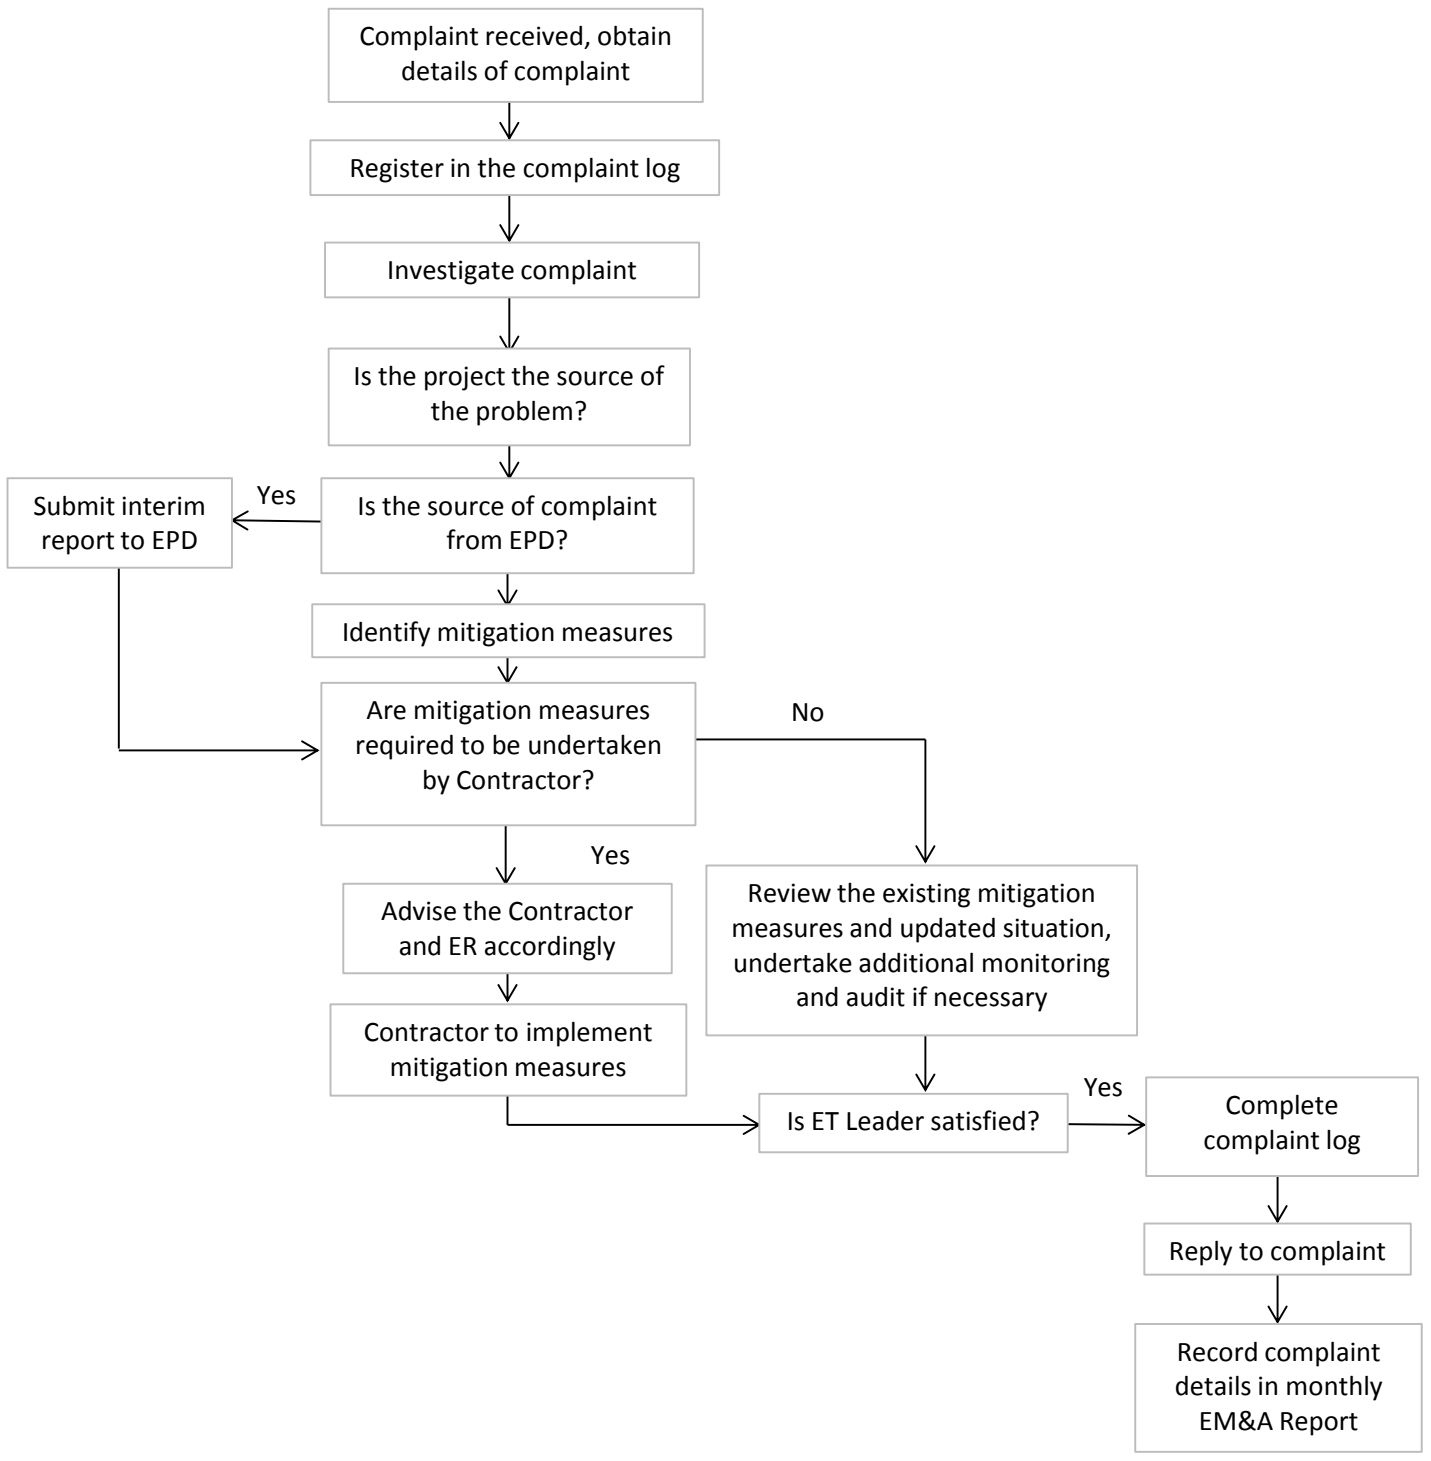 Complaint received, obtain
details of complaint
Register in the complaint log
Investigate complaint
Is the project the source of
the problem?
Submit interim
report to EPD
Yes
Is the source of complaint
from EPD?
Identify mitigation measures
Are mitigation measures
required to be undertaken
by Contractor?
No
Yes
Advise the Contractor
and ER accordingly
Review the existing mitigation
measures and updated situation,
undertake additional monitoring
and audit if necessary
Contractor to implement
mitigation measures
Is ET Leader satisfied?
Yes
Complete
complaint log
Reply to complaint
Record complaint
details in monthly
EM&A Report